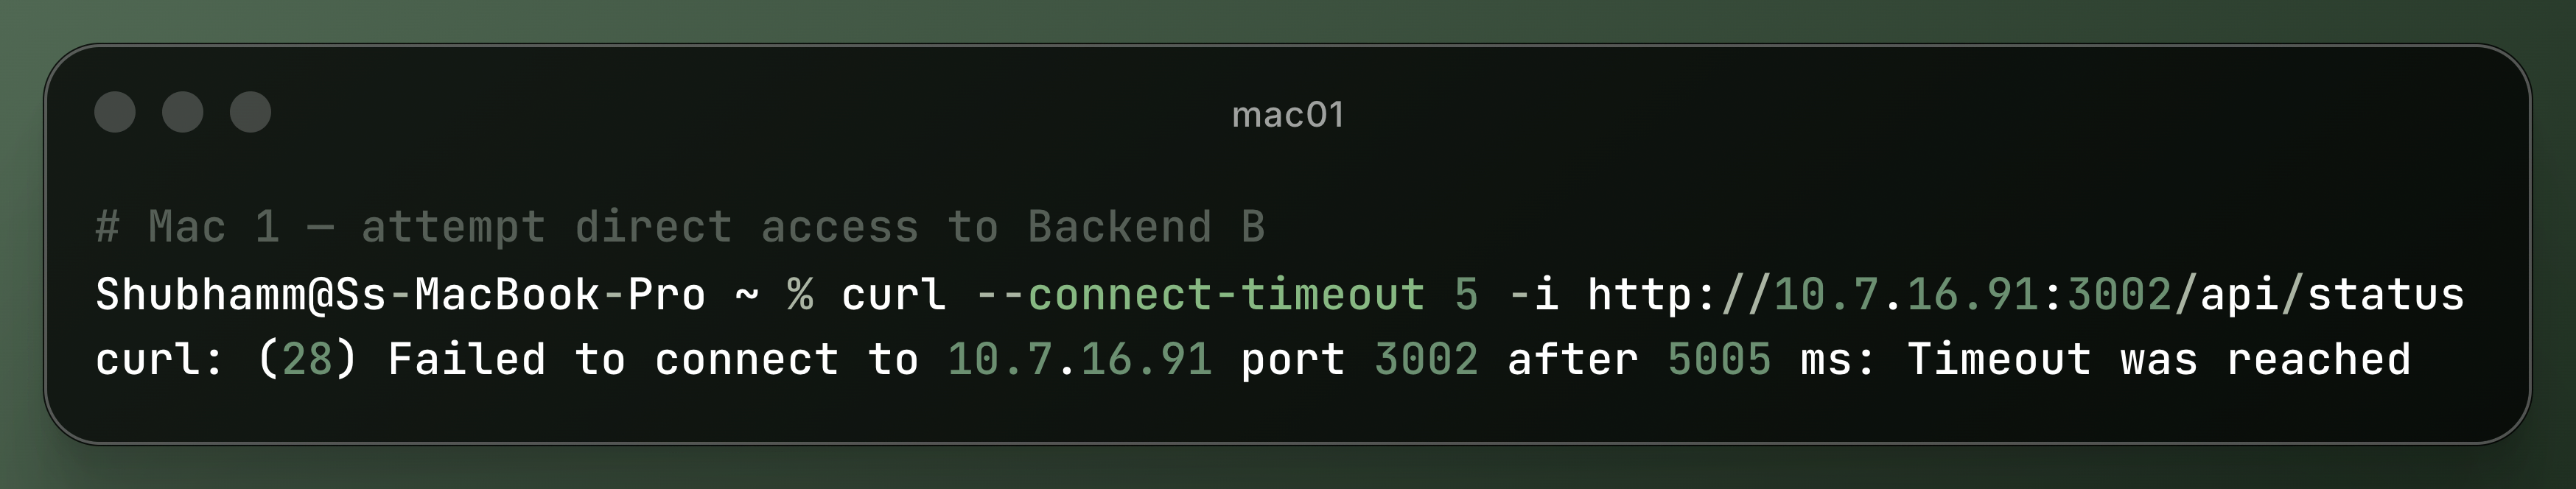 mac01
# Mac 1 — attempt direct access to Backend B
Shubhamm@Ss-MacBook-Pro ~ % curl --connect-timeout 5 -i http://10.7.16.91:3002/api/status
curl: (28) Failed to connect to 10.7.16.91 port 3002 after 5005 ms: Timeout was reached